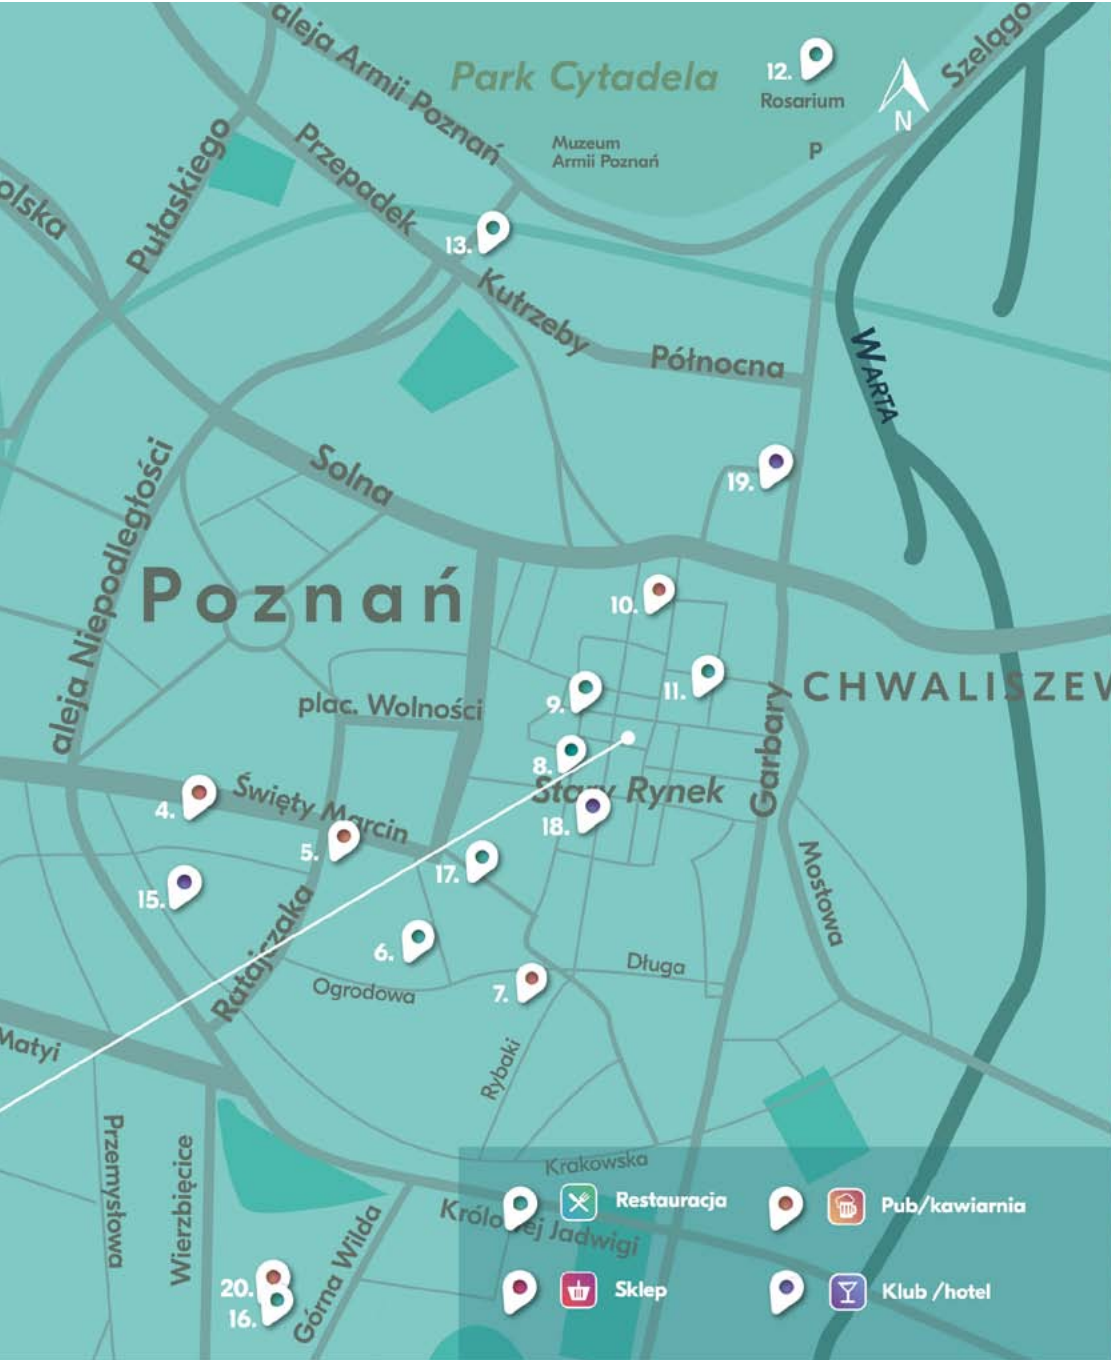 aleja Armii Poznań
Park Cytadela
12.
Rosarium
Szeląго
N
Muzeum
Armii Poznań
P
Przepadek
Pułaskiego
olska
13.
Kutrzeby
Północna
WARTA
Solna
19.
aleja Niepodległości
Poznań
10.
11.
CHWALISZEW
9.
plac. Wolności
8.
Garbary
Stary Rynek
4.
Święty Marcin
18.
5.
17.
Mostowa
15.
Ratajczaka
6.
Długa
Ogrodowa
7.
Matyi
Rybaki
Przemysłowa
Wierzbięcice
Krakowska
Restauracja
Pub/kawiarnia
Królowej Jadwigi
Górna Wilda
20.
16.
Sklep
Klub /hotel